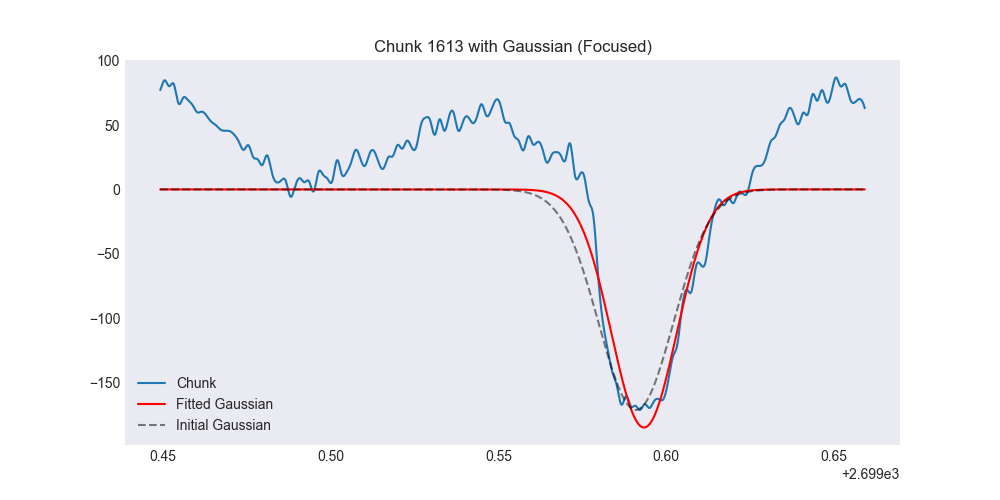 Chunk 1613 with Gaussian (Focused)
100
50
0
−50
−100
−150
Chunk
Fitted Gaussian
Initial Gaussian
0.45 0.50 0.55 0.60 0.65
+2.699e3